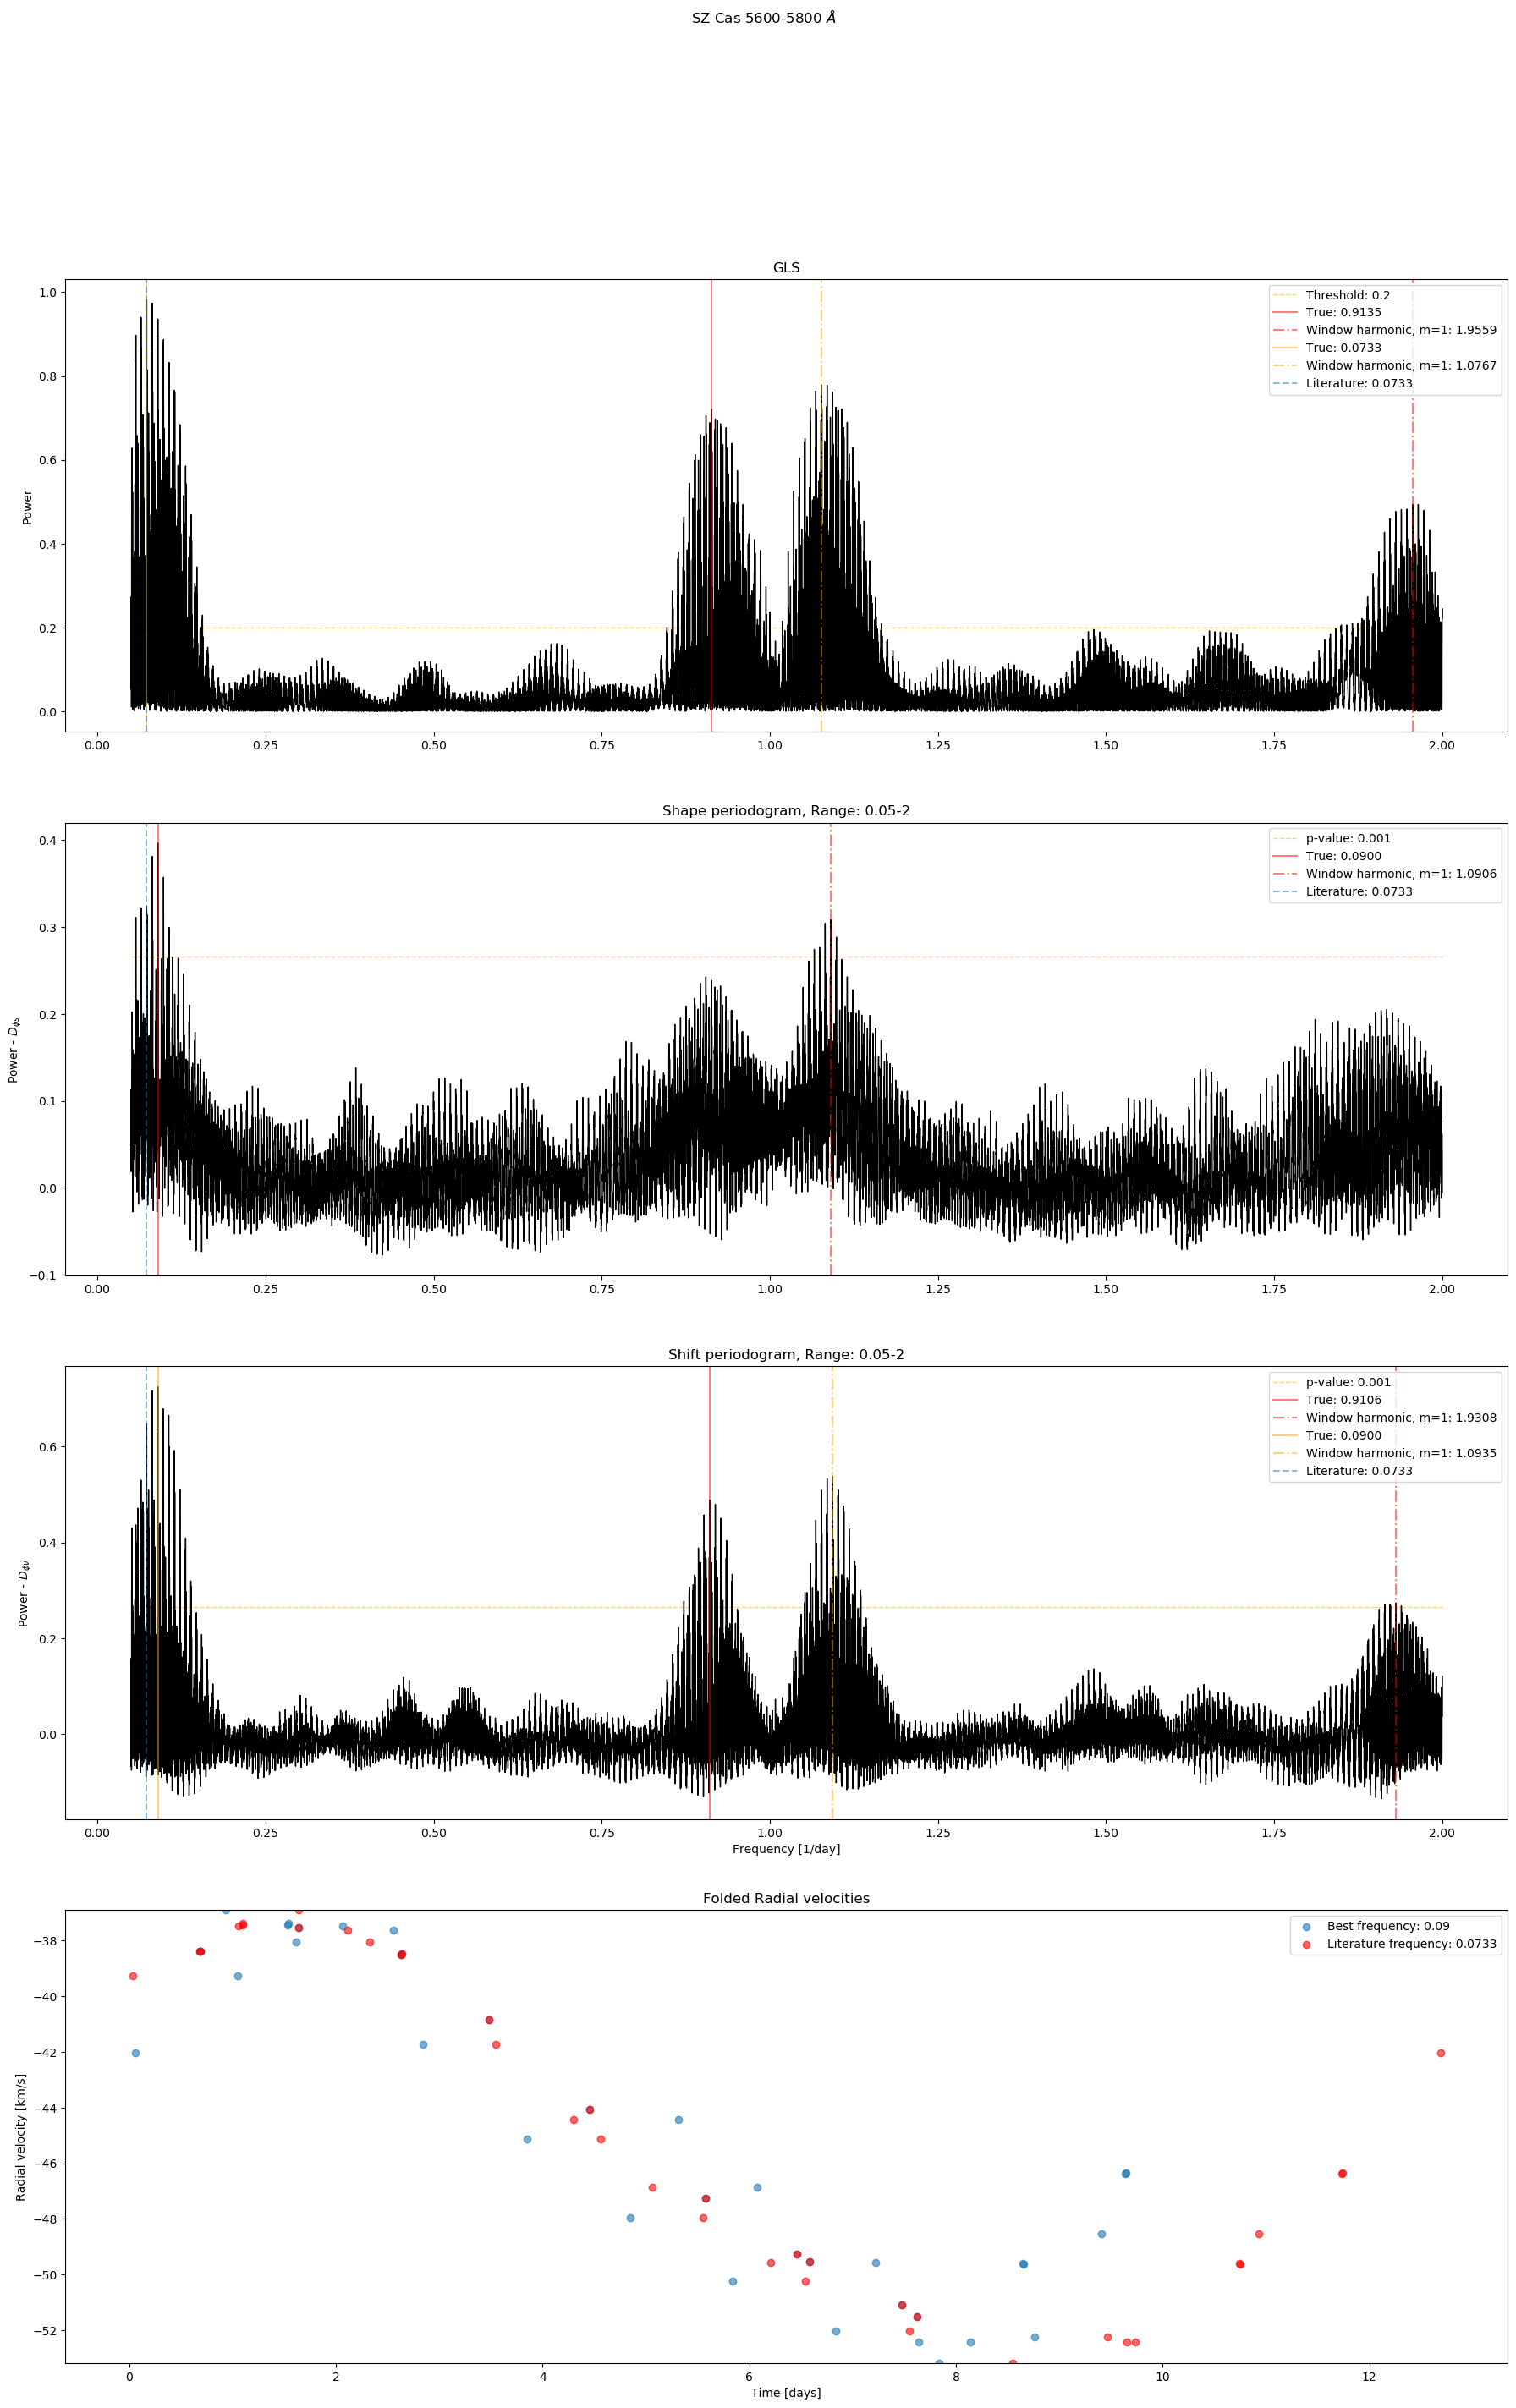 SZ Cas 5600-5800 Å
GLS
Power
1.0
0.8
0.6
0.4
0.2
0.0
0.00 0.25 0.50 0.75 1.00 1.25 1.50 1.75 2.00
Threshold: 0.2
True: 0.9135
Window harmonic, m=1: 1.9559
True: 0.0733
Window harmonic, m=1: 1.0767
Literature: 0.0733
Shape periodogram, Range: 0.05-2
Power - Dϕs
0.4
0.3
0.2
0.1
0.0
−0.1
0.00 0.25 0.50 0.75 1.00 1.25 1.50 1.75 2.00
p-value: 0.001
True: 0.0900
Window harmonic, m=1: 1.0906
Literature: 0.0733
Shift periodogram, Range: 0.05-2
Power - Dϕv
0.6
0.4
0.2
0.0
0.00 0.25 0.50 0.75 1.00 1.25 1.50 1.75 2.00
Frequency [1/day]
p-value: 0.001
True: 0.9106
Window harmonic, m=1: 1.9308
True: 0.0900
Window harmonic, m=1: 1.0935
Literature: 0.0733
Folded Radial velocities
Radial velocity [km/s]
−38
−40
−42
−44
−46
−48
−50
−52
0 2 4 6 8 10 12
Time [days]
Best frequency: 0.09
Literature frequency: 0.0733